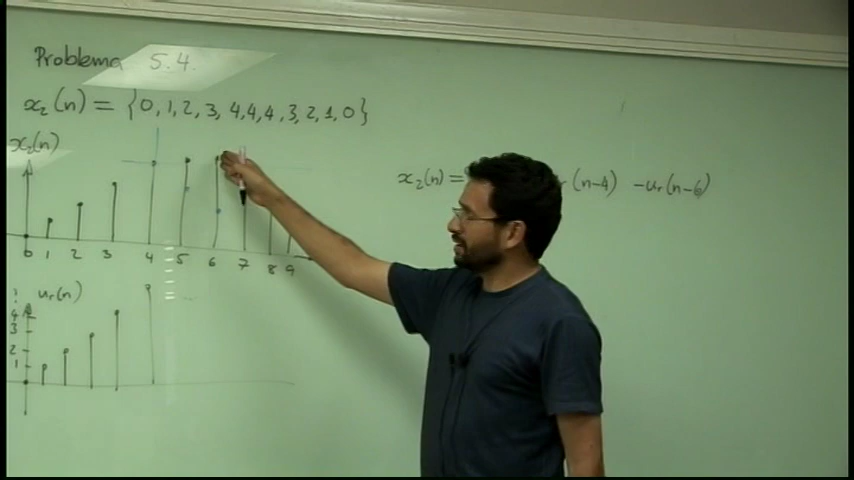 Problema 5.4.
x₂(n) = {0, 1, 2, 3, 4, 4, 4, 3, 2, 1, 0}
x₂(n)
x₂(n) = r(n-4) - uᵣ(n-6)
0 1 2 3 4 5 6 7 8 9
uᵣ(n)
4
3
2
1